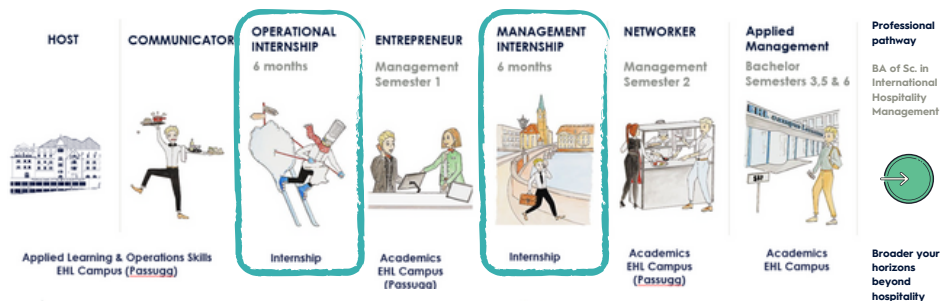 HOST
COMMUNICATOR
OPERATIONAL
INTERNSHIP
6 months
ENTREPRENEUR
Management
Semester 1
MANAGEMENT
INTERNSHIP
6 months
NETWORKER
Management
Semester 2
Applied
Management
Bachelor
Semesters 3,5 & 6
Professional
pathway
BA of Sc. in
International
Hospitality
Management
Applied Learning & Operations Skills
EHL Campus (Passugg)
Internship
Academics
EHL Campus
(Passugg)
Internship
Academics
EHL Campus
(Passugg)
Academics
EHL Campus
Broader your
horizons
beyond
hospitality